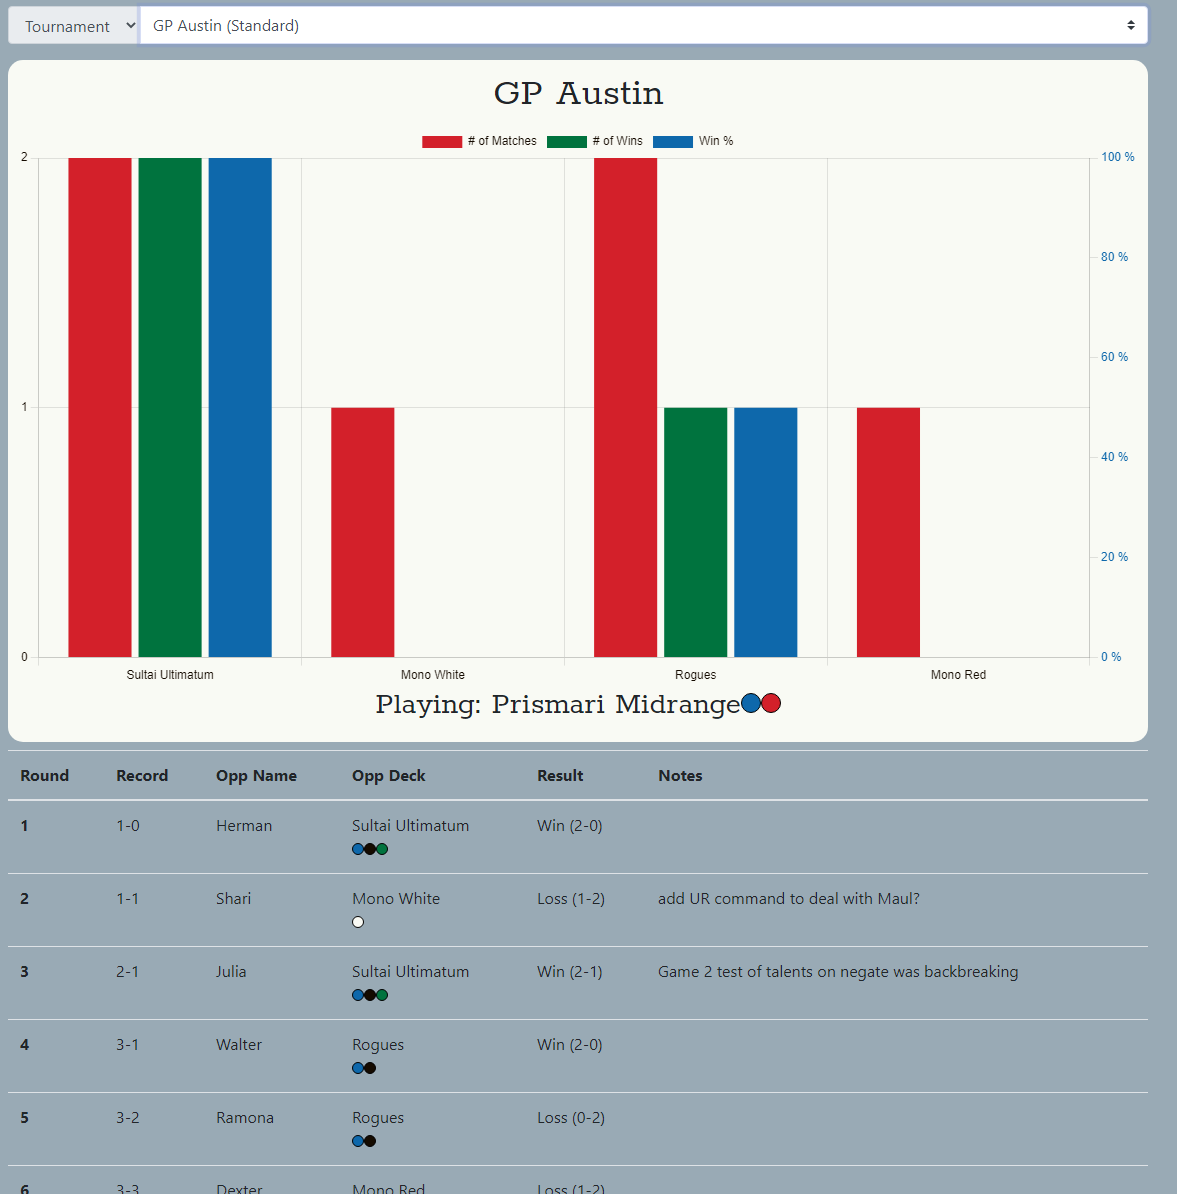 Tournament GP Austin (Standard)
GP Austin
# of Matches # of Wins Win %
2 100 %
80 %
60 %
1
40 %
20 %
0 0 %
Sultai Ultimatum Mono White Rogues Mono Red
Playing: Prismari Midrange
Round Record Opp Name Opp Deck Result Notes
1 1-0 Herman Sultai Ultimatum Win (2-0)
2 1-1 Shari Mono White Loss (1-2) add UR command to deal with Maul?
3 2-1 Julia Sultai Ultimatum Win (2-1) Game 2 test of talents on negate was backbreaking
4 3-1 Walter Rogues Win (2-0)
5 3-2 Ramona Rogues Loss (0-2)
6 3-3 Dexter Mono Red Loss (1-2)